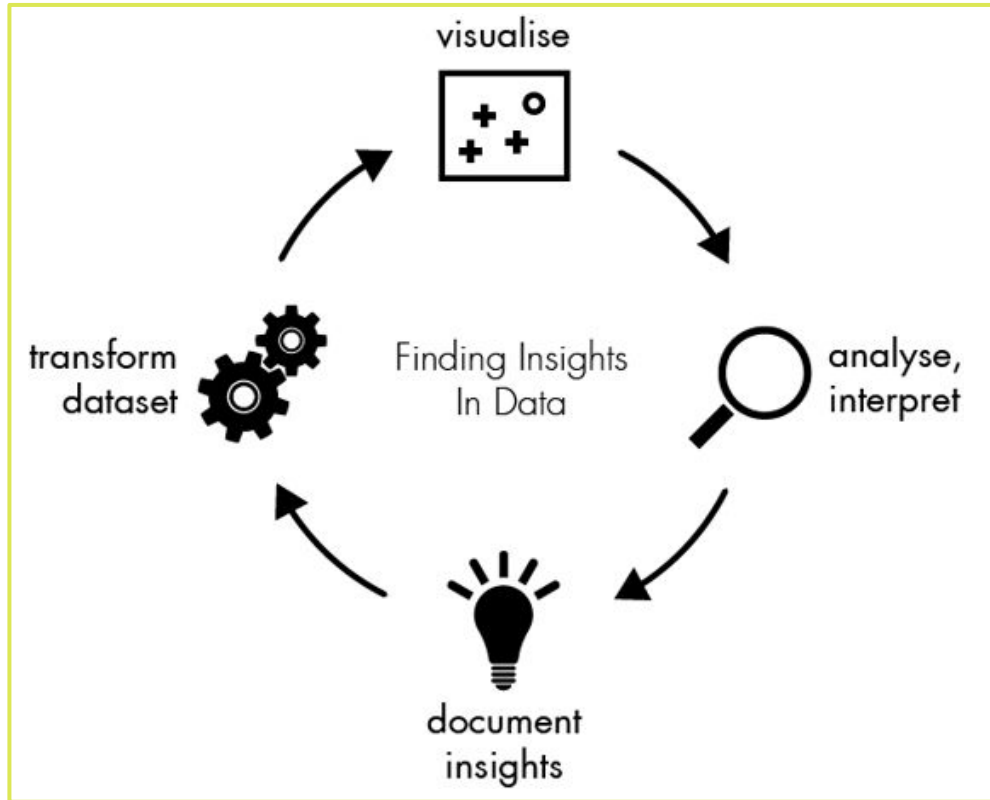 visualise
analyse,
interpret
document
insights
transform
dataset
Finding Insights
In Data